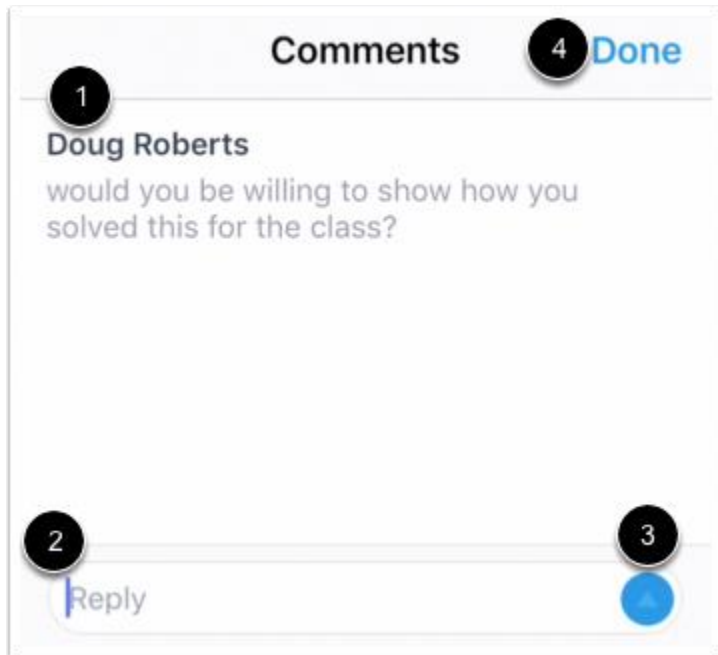 Comments
4
Done
1
Doug Roberts
would you be willing to show how you
solved this for the class?
2
3
Reply